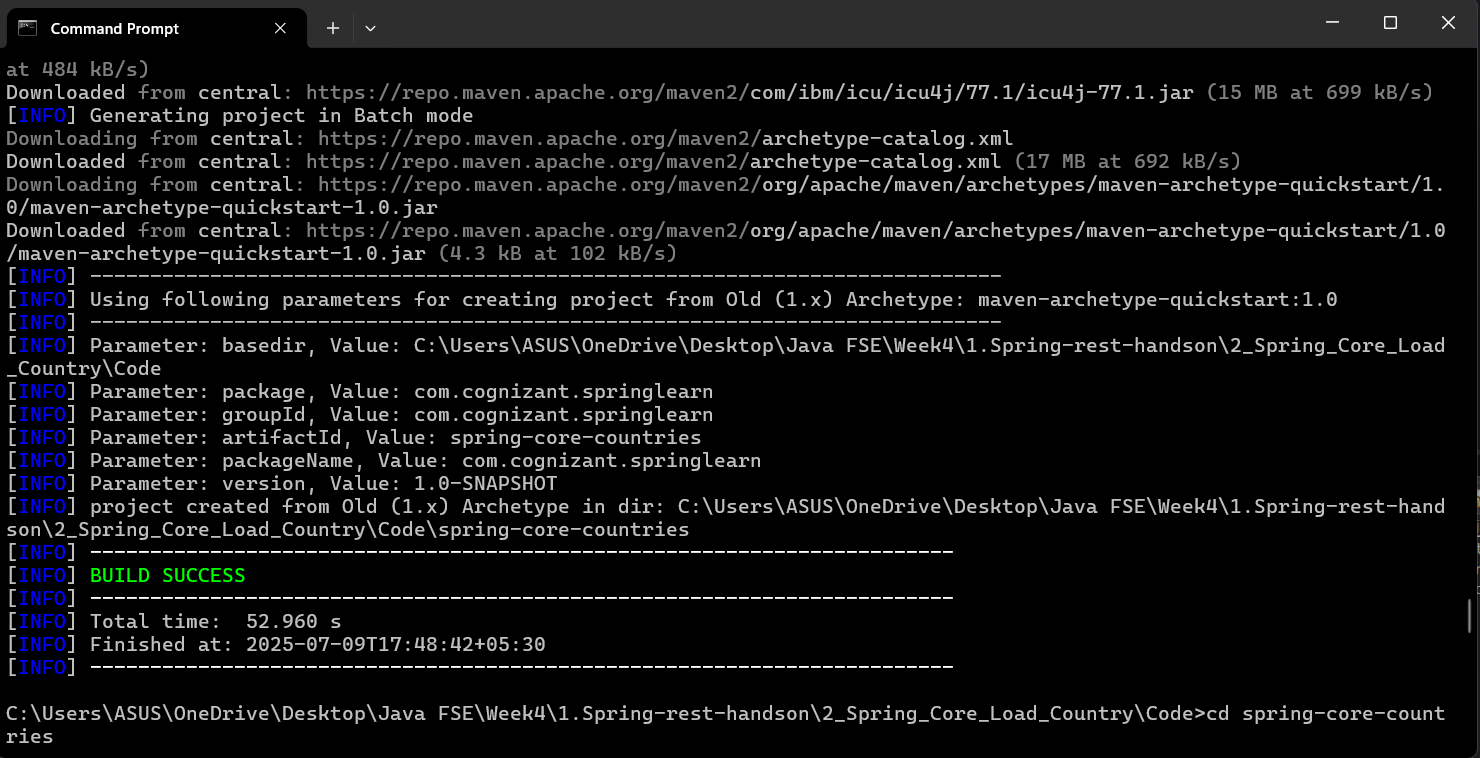 Command Prompt
at 484 kB/s)
Downloaded from central: https://repo.maven.apache.org/maven2/com/ibm/icu/icu4j/77.1/icu4j-77.1.jar (15 MB at 699 kB/s)
[INFO] Generating project in Batch mode
Downloading from central: https://repo.maven.apache.org/maven2/archetype-catalog.xml
Downloaded from central: https://repo.maven.apache.org/maven2/archetype-catalog.xml (17 MB at 692 kB/s)
Downloading from central: https://repo.maven.apache.org/maven2/org/apache/maven/archetypes/maven-archetype-quickstart/1.
0/maven-archetype-quickstart-1.0.jar
Downloaded from central: https://repo.maven.apache.org/maven2/org/apache/maven/archetypes/maven-archetype-quickstart/1.0
/maven-archetype-quickstart-1.0.jar (4.3 kB at 102 kB/s)
[INFO] ----------------------------------------------------------------------------
[INFO] Using following parameters for creating project from Old (1.x) Archetype: maven-archetype-quickstart:1.0
[INFO] ----------------------------------------------------------------------------
[INFO] Parameter: basedir, Value: C:\Users\ASUS\OneDrive\Desktop\Java FSE\Week4\1.Spring-rest-handson\2_Spring_Core_Load
_Country\Code
[INFO] Parameter: package, Value: com.cognizant.springlearn
[INFO] Parameter: groupId, Value: com.cognizant.springlearn
[INFO] Parameter: artifactId, Value: spring-core-countries
[INFO] Parameter: packageName, Value: com.cognizant.springlearn
[INFO] Parameter: version, Value: 1.0-SNAPSHOT
[INFO] project created from Old (1.x) Archetype in dir: C:\Users\ASUS\OneDrive\Desktop\Java FSE\Week4\1.Spring-rest-hand
son\2_Spring_Core_Load_Country\Code\spring-core-countries
[INFO] ------------------------------------------------------------------------
[INFO] BUILD SUCCESS
[INFO] ------------------------------------------------------------------------
[INFO] Total time:  52.960 s
[INFO] Finished at: 2025-07-09T17:48:42+05:30
[INFO] ------------------------------------------------------------------------
C:\Users\ASUS\OneDrive\Desktop\Java FSE\Week4\1.Spring-rest-handson\2_Spring_Core_Load_Country\Code>cd spring-core-count
ries